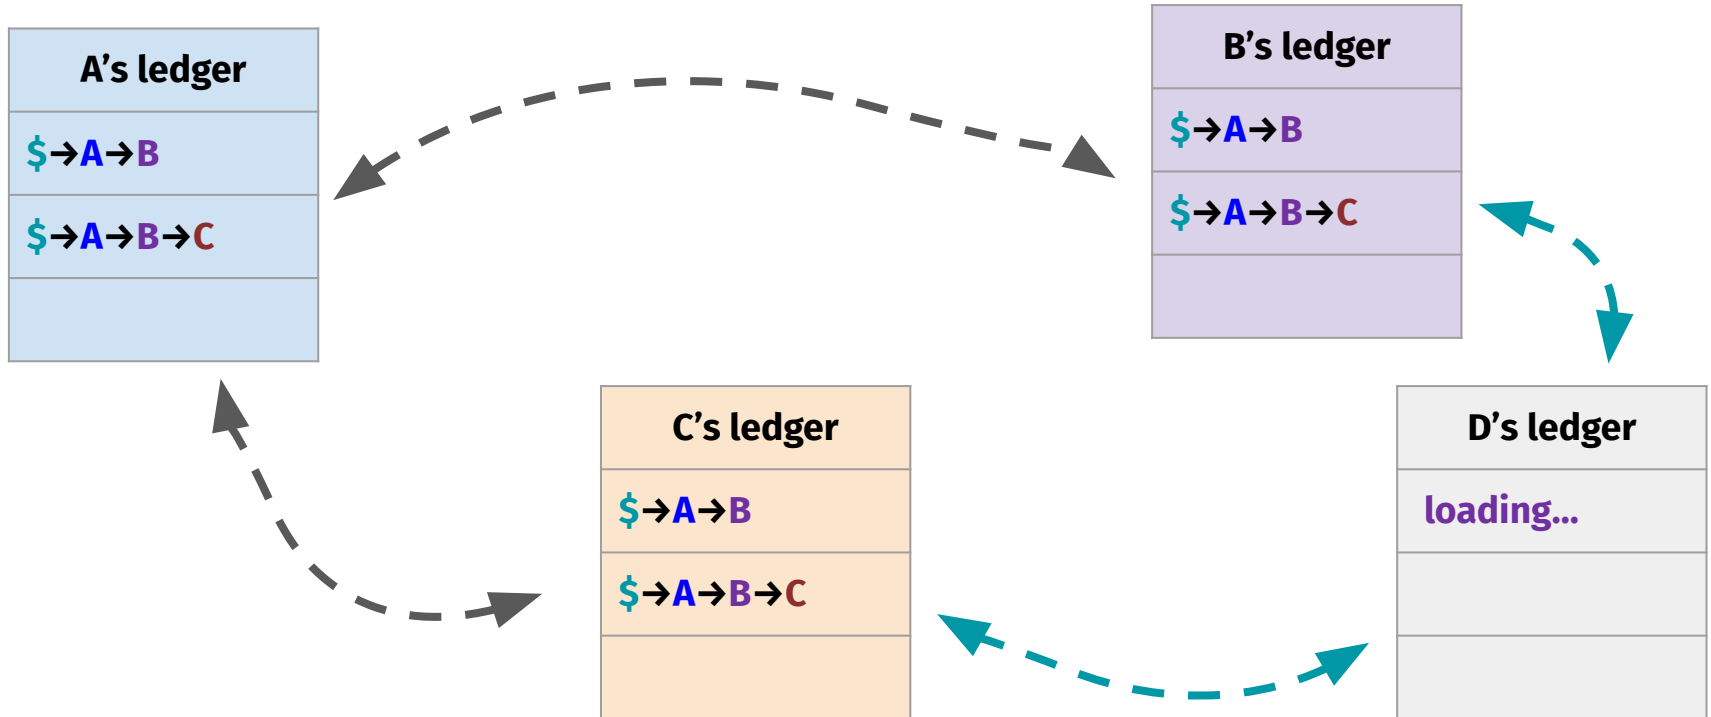 A’s ledger
$→A→B
$→A→B→C
B’s ledger
$→A→B
$→A→B→C
C’s ledger
$→A→B
$→A→B→C
D’s ledger
loading...